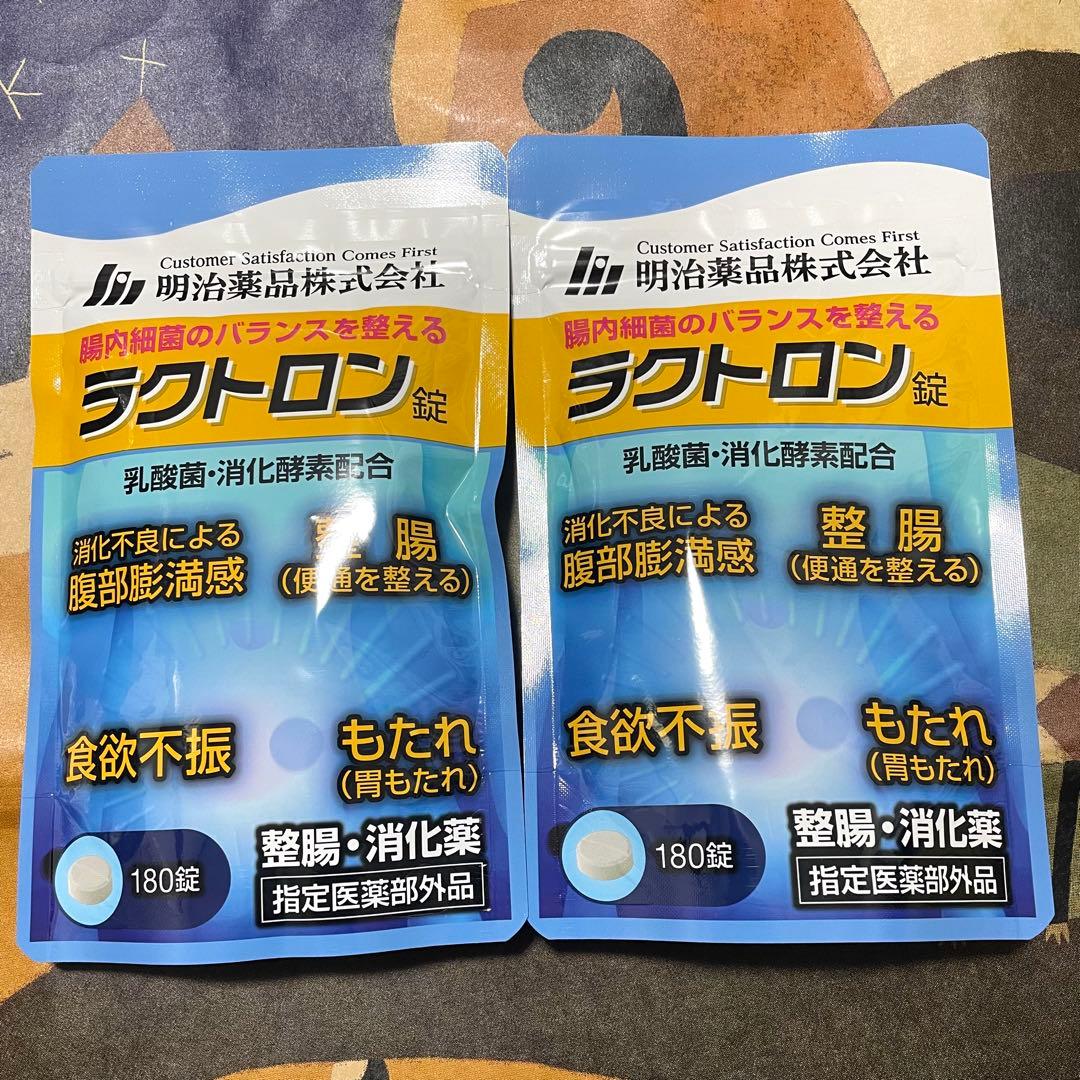 Customer Satisfaction Comes First
明治薬品株式会社
腸内細菌のバランスを整える
ラクトロン錠
乳酸菌・消化酵素配合
消化不良による
腹部膨満感
整腸
(便通を整える)
食欲不振
もたれ
(胃もたれ)
180錠
整腸・消化薬
指定医薬部外品
Customer Satisfaction Comes First
明治薬品株式会社
腸内細菌のバランスを整える
ラクトロン錠
乳酸菌・消化酵素配合
消化不良による
腹部膨満感
整腸
(便通を整える)
食欲不振
もたれ
(胃もたれ)
180錠
整腸・消化薬
指定医薬部外品